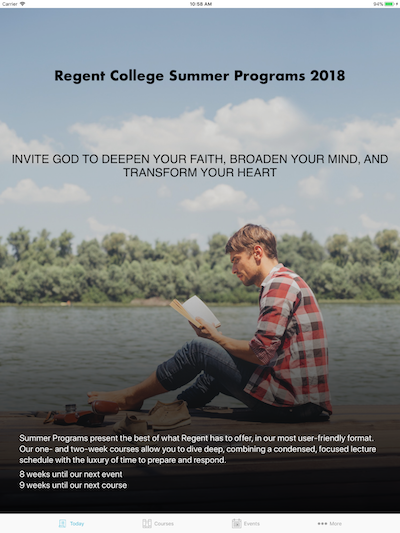 Carrier 10:58 AM 94%
Regent College Summer Programs 2018
INVITE GOD TO DEEPEN YOUR FAITH, BROADEN YOUR MIND, AND
TRANSFORM YOUR HEART
Summer Programs present the best of what Regent has to offer, in our most user-friendly format.
Our one- and two-week courses allow you to dive deep, combining a condensed, focused lecture
schedule with the luxury of time to prepare and respond.
8 weeks until our next event
9 weeks until our next course
Today Courses Events More